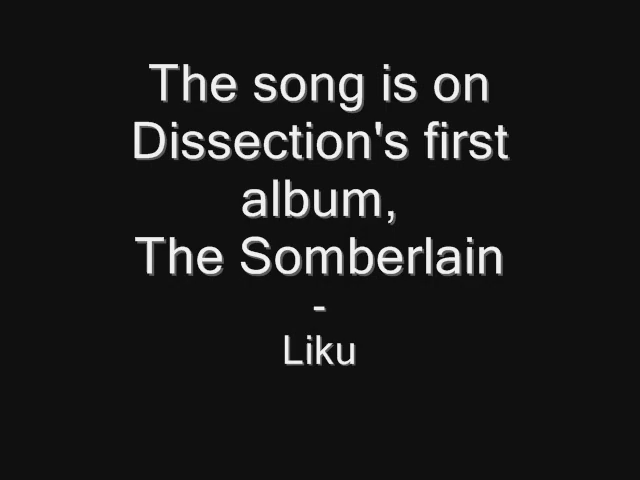 The song is on
Dissection's first
album,
The Somberlain
-
Liku